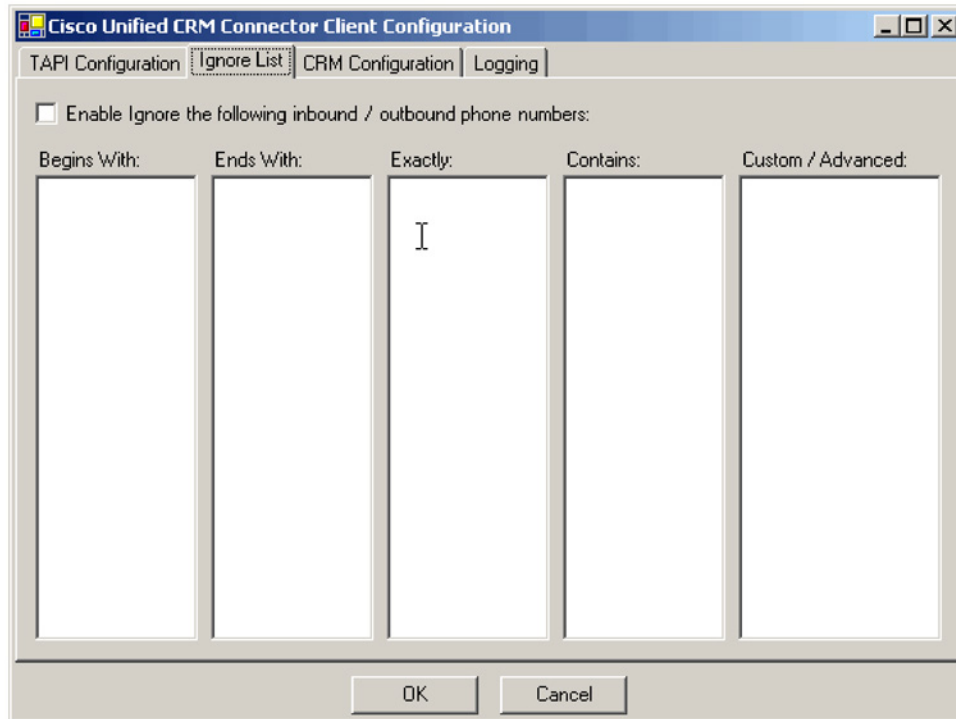 Cisco Unified CRM Connector Client Configuration
TAPI Configuration Ignore List CRM Configuration Logging
Enable Ignore the following inbound / outbound phone numbers:
Begins With: Ends With: Exactly: Contains: Custom / Advanced:
OK Cancel